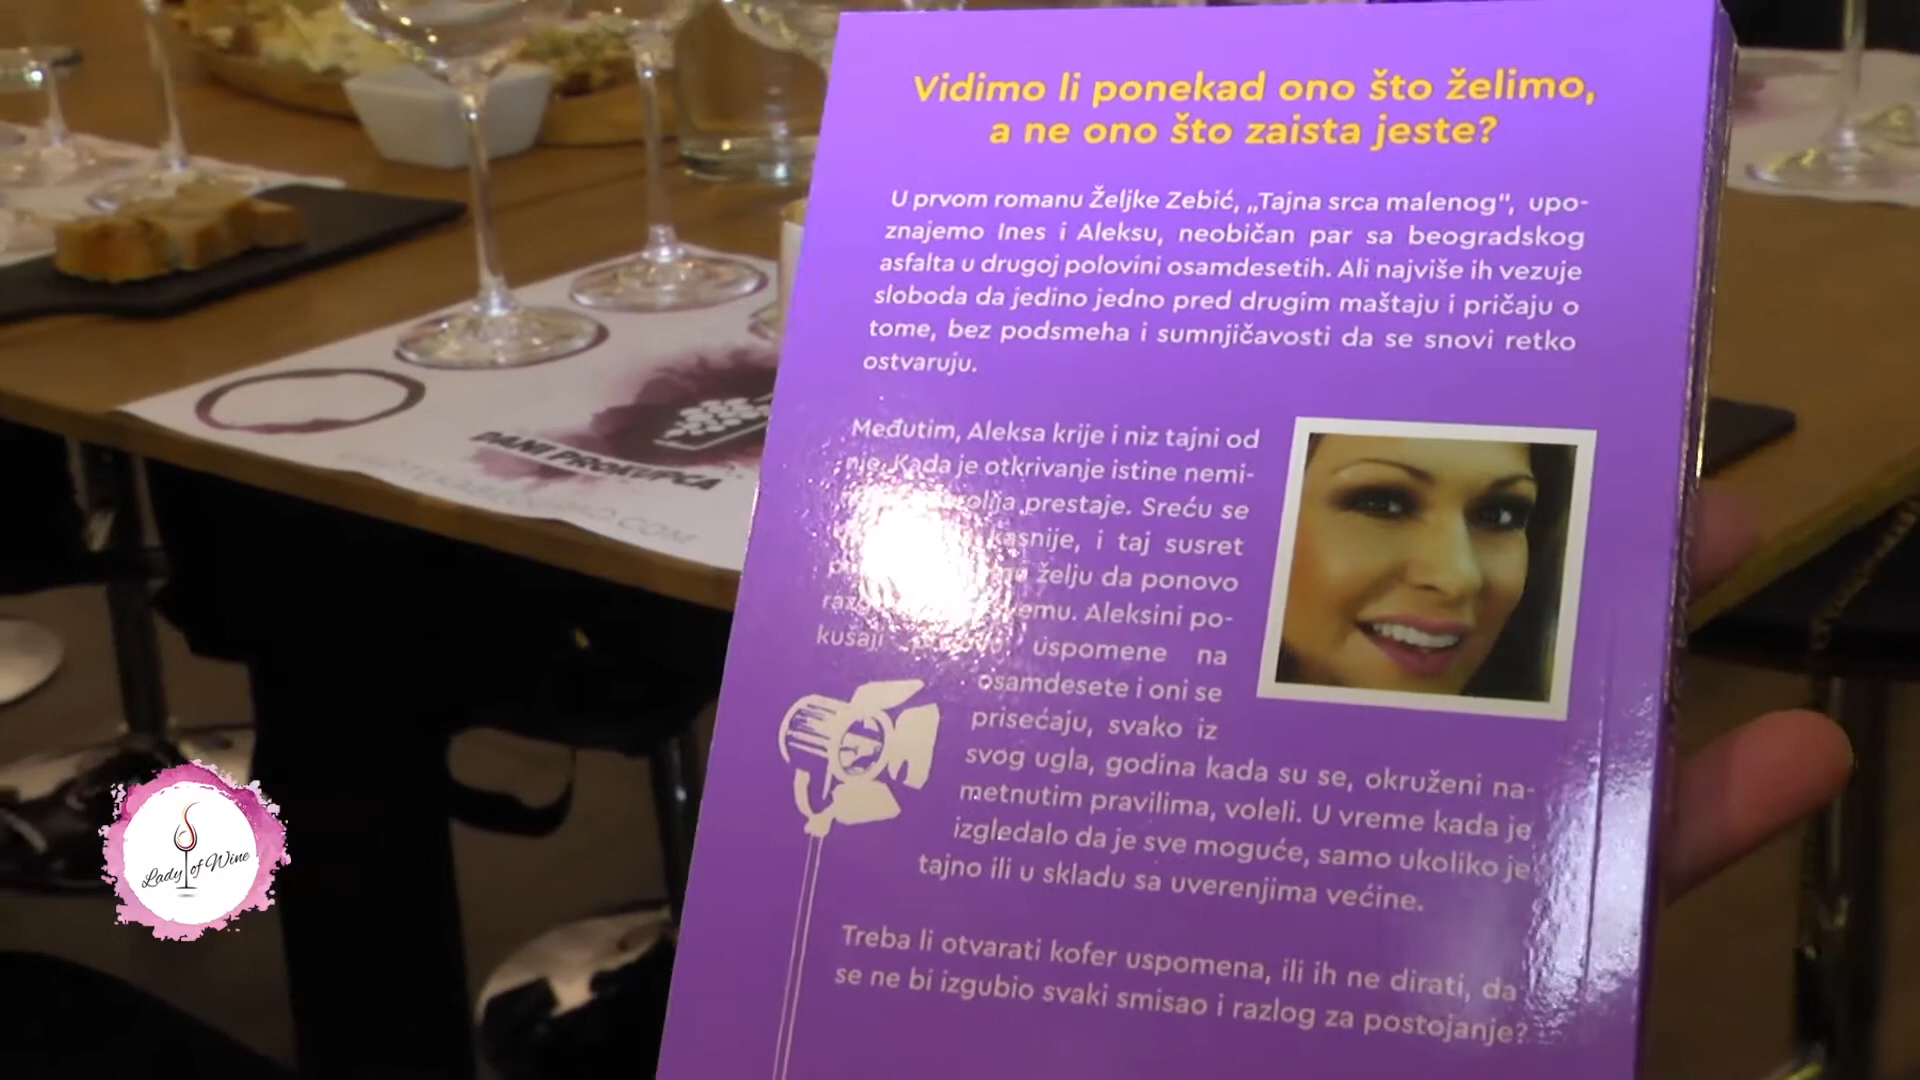 Vidimo li ponekad ono što želimo,
a ne ono što zaista jeste?
U prvom romanu Željke Zebić, „Tajna srca malenog", upo-
znajemo Ines i Aleksu, neobičan par sa beogradskog
asfalta u drugoj polovini osamdesetih. Ali najviše ih vezuje
sloboda da jedino jedno pred drugim maštaju i pričaju o
tome, bez podsmeha i sumnjičavosti da se snovi retko
ostvaruju.
Međutim, Aleksa krije i niz tajni od
nje. Kada je otkrivanje istine nemi-
prestaje. Sreću se
kasnije, i taj susret
želju da ponovo
Aleksini po-
kušaji uspomene na
osamdesete i oni se
prisećaju, svako iz
svog ugla, godina kada su se, okruženi na-
metnutim pravilima, voleli. U vreme kada je
izgledalo da je sve moguće, samo ukoliko je
tajno ili u skladu sa uverenjima većine.
Treba li otvarati kofer uspomena, ili ih ne dirati, da
se ne bi izgubio svaki smisao i razlog za postojanje?
DANI PROKUPCA
Lady of Wine